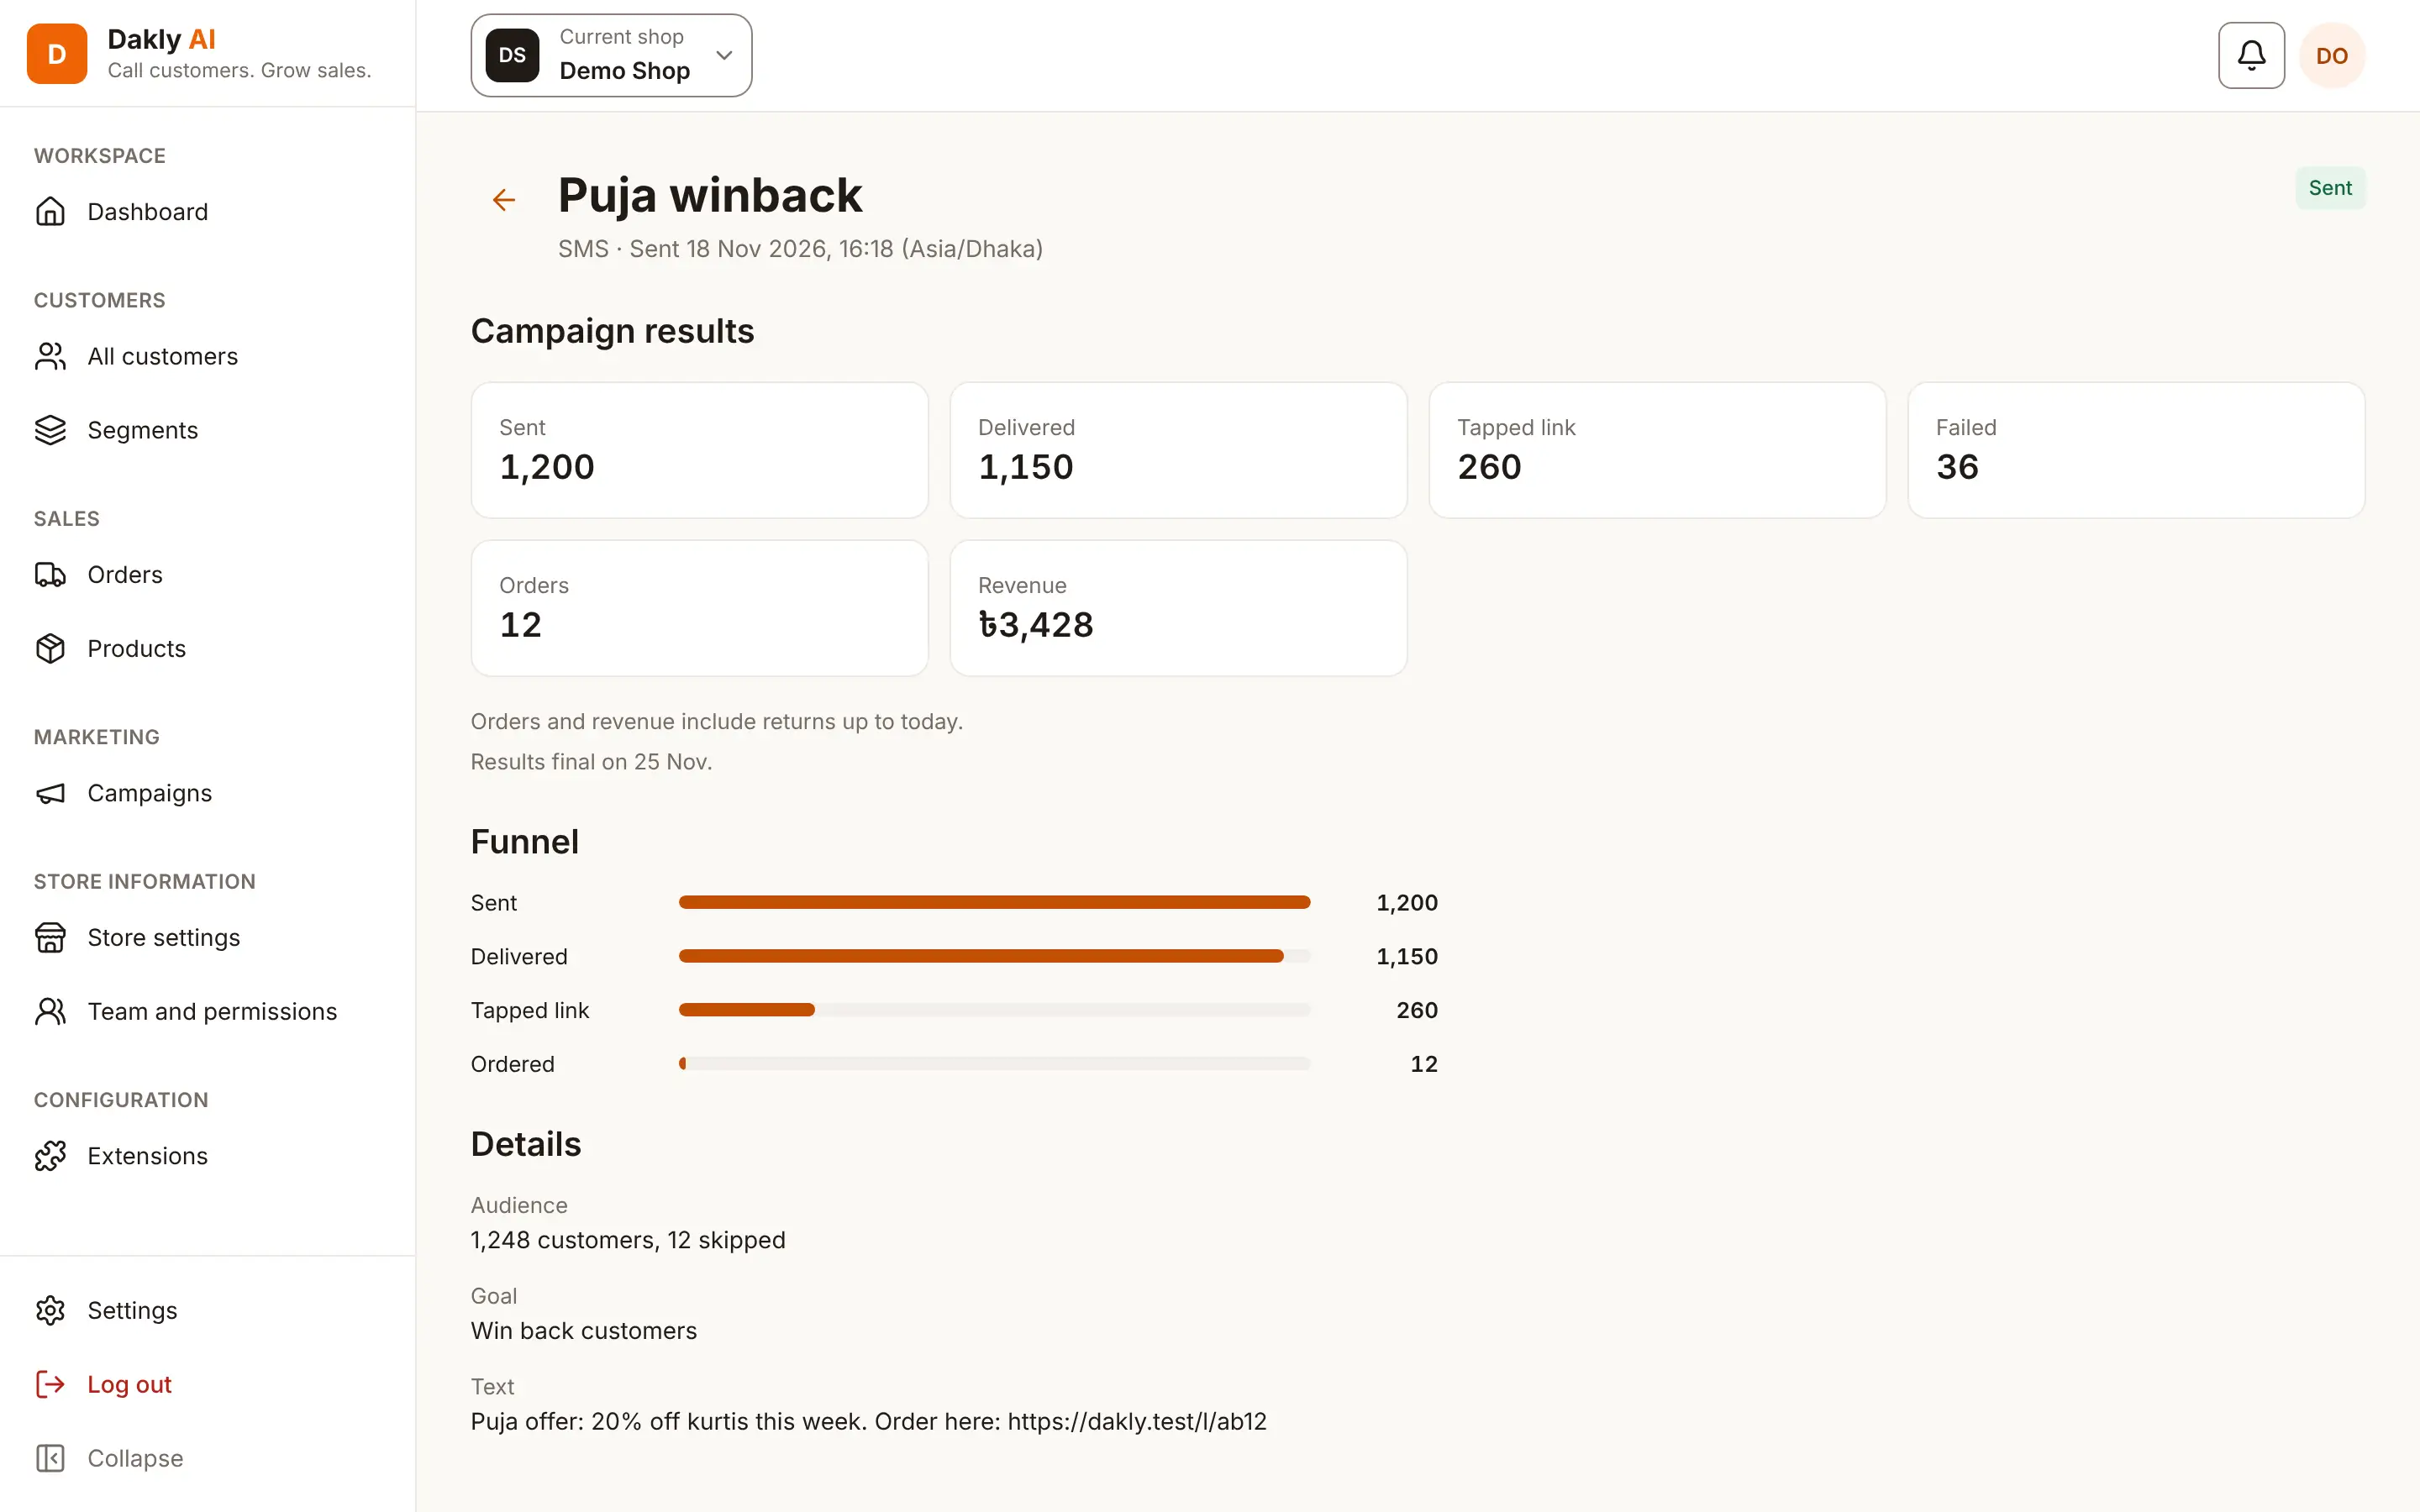 D
Dakly AI
Call customers. Grow sales.
DS
Current shop
Demo Shop
DO
WORKSPACE
Dashboard
CUSTOMERS
All customers
Segments
SALES
Orders
Products
MARKETING
Campaigns
STORE INFORMATION
Store settings
Team and permissions
CONFIGURATION
Extensions
Settings
Log out
Collapse
Puja winback
Sent
SMS · Sent 18 Nov 2026, 16:18 (Asia/Dhaka)
Campaign results
Sent
1,200
Delivered
1,150
Tapped link
260
Failed
36
Orders
12
Revenue
৳3,428
Orders and revenue include returns up to today.
Results final on 25 Nov.
Funnel
Sent 1,200
Delivered 1,150
Tapped link 260
Ordered 12
Details
Audience
1,248 customers, 12 skipped
Goal
Win back customers
Text
Puja offer: 20% off kurtis this week. Order here: https://dakly.test/l/ab12